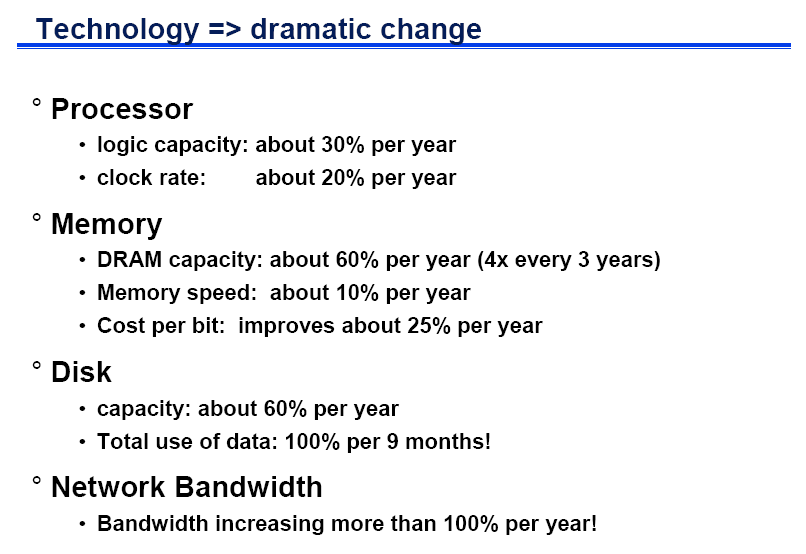 Technology => dramatic change
° Processor
• logic capacity: about 30% per year
• clock rate: about 20% per year
° Memory
• DRAM capacity: about 60% per year (4x every 3 years)
• Memory speed: about 10% per year
• Cost per bit: improves about 25% per year
° Disk
• capacity: about 60% per year
• Total use of data: 100% per 9 months!
° Network Bandwidth
• Bandwidth increasing more than 100% per year!